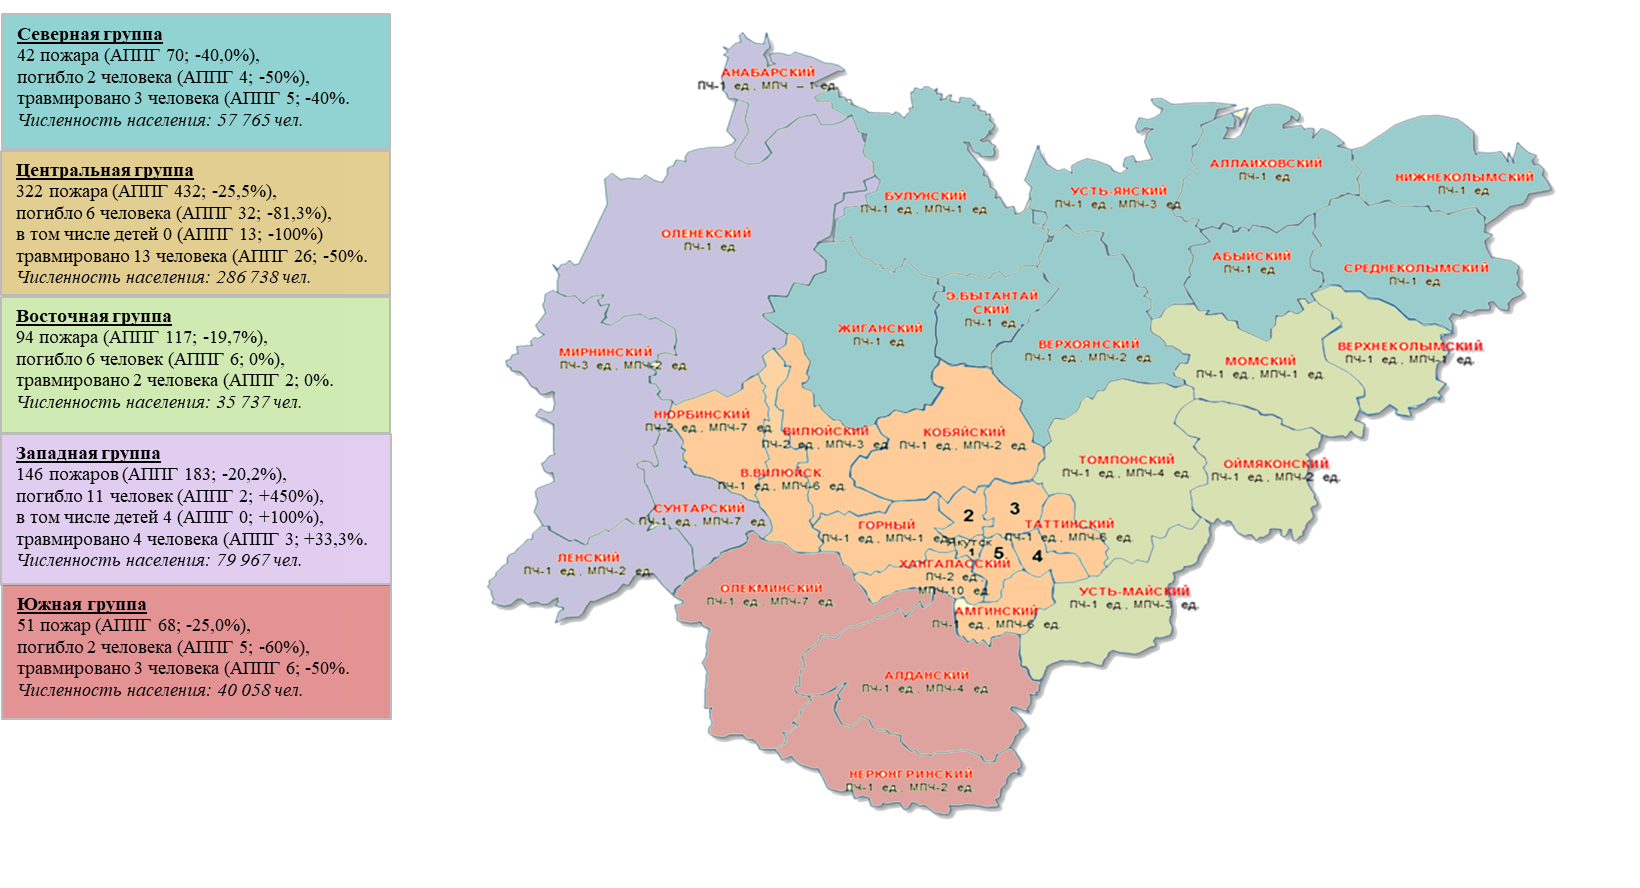 Северная группа
42 пожара (АППГ 70; -40,0%),
погибло 2 человека (АППГ 4; -50%),
травмировано 3 человека (АППГ 5; -40%.
Численность населения: 57 765 чел.
Центральная группа
322 пожара (АППГ 432; -25,5%),
погибло 6 человека (АППГ 32; -81,3%),
в том числе детей 0 (АППГ 13; -100%)
травмировано 13 человека (АППГ 26; -50%.
Численность населения: 286 738 чел.
Восточная группа
94 пожара (АППГ 117; -19,7%),
погибло 6 человек (АППГ 6; 0%),
травмировано 2 человека (АППГ 2; 0%.
Численность населения: 35 737 чел.
Западная группа
146 пожаров (АППГ 183; -20,2%),
погибло 11 человек (АППГ 2; +450%),
в том числе детей 4 (АППГ 0; +100%),
травмировано 4 человека (АППГ 3; +33,3%.
Численность населения: 79 967 чел.
Южная группа
51 пожар (АППГ 68; -25,0%),
погибло 2 человека (АППГ 5; -60%),
травмировано 3 человека (АППГ 6; -50%.
Численность населения: 40 058 чел.
АНАБАРСКИЙ
ПЧ-1 ед, МПЧ – 1 ед.
ОЛЕНЕКСКИЙ
ПЧ-1 ед.
БУЛУНСКИЙ
ПЧ-1 ед., МПЧ-1 ед.
УСТЬ-ЯНСКИЙ
ПЧ-1 ед., МПЧ-3 ед.
АЛЛАИХОВСКИЙ
ПЧ-1 ед.
НИЖНЕКОЛЫМСКИЙ
ПЧ-1 ед.
АБЫЙСКИЙ
ПЧ-1 ед.
СРЕДНЕКОЛЫМСКИЙ
ПЧ-1 ед.
Э.БЫТАНТАЙ
СКИЙ
ПЧ-1 ед.
ЖИГАНСКИЙ
ПЧ-1 ед.
ВЕРХОЯНСКИЙ
ПЧ-1 ед., МПЧ-2 ед.
МОМСКИЙ
ПЧ-1 ед., МПЧ-1 ед.
ВЕРХНЕКОЛЫМСКИЙ
ПЧ-1 ед., МПЧ-1 ед.
МИРНИНСКИЙ
ПЧ-3 ед, МПЧ-2 ед.
НЮРБИНСКИЙ
ПЧ-2 ед., МПЧ-7 ед.
ВИЛЮЙСКИЙ
ПЧ-2 ед., МПЧ-3 ед.
КОБЯЙСКИЙ
ПЧ-1 ед., МПЧ-2 ед.
ТОМПОНСКИЙ
ПЧ-1 ед., МПЧ-4 ед.
ОЙМЯКОНСКИЙ
ПЧ-1 ед., МПЧ-2 ед.
В.ВИЛЮЙСК.
ПЧ-1 ед., МПЧ-6 ед.
СУНТАРСКИЙ
ПЧ-1 ед., МПЧ-7 ед.
ГОРНЫЙ
ПЧ-1 ед., МПЧ-1 ед.
2
3
ТАТТИНСКИЙ
ПЧ-1 ед., МПЧ-6 ед.
Якутск
1
5
4
ХАНГАЛАССКИЙ
ПЧ-2 ед.
МПЧ-10 ед.
ЛЕНСКИЙ
ПЧ-1 ед., МПЧ-2 ед.
ОЛЕКМИНСКИЙ
ПЧ-1 ед., МПЧ-7 ед.
АМГИНСКИЙ
ПЧ-1 ед., МПЧ-6 ед.
УСТЬ-МАЙСКИЙ
ПЧ-1 ед., МПЧ-3 ед.
АЛДАНСКИЙ
ПЧ-1 ед., МПЧ-4 ед.
НЕРЮНГРИНСКИЙ
ПЧ-1 ед., МПЧ-2 ед.